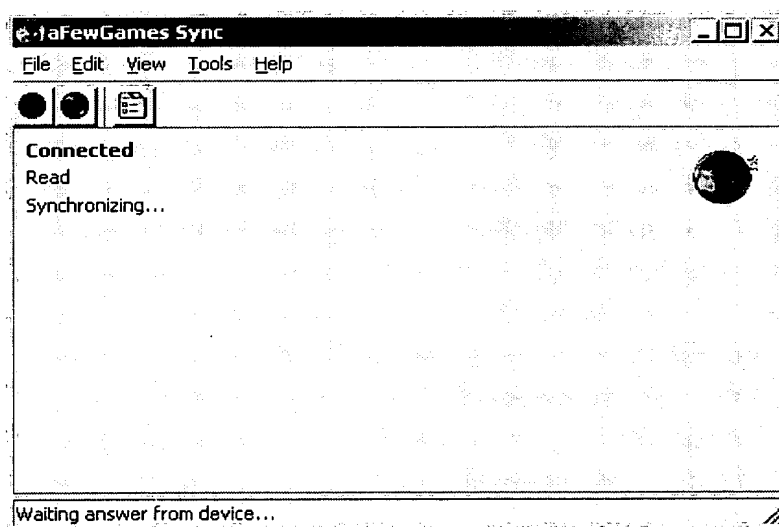 aFewGames Sync
File Edit View Tools Help
Connected
Read
Synchronizing...
Waiting answer from device...